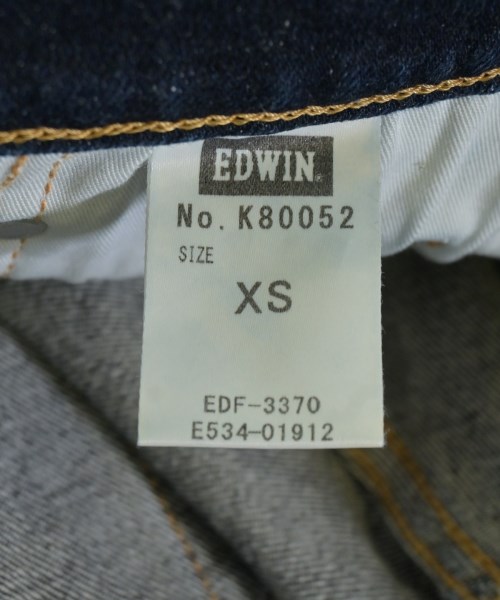 EDWIN
No. K80052
SIZE
XS
EDF-3370
E534-01912